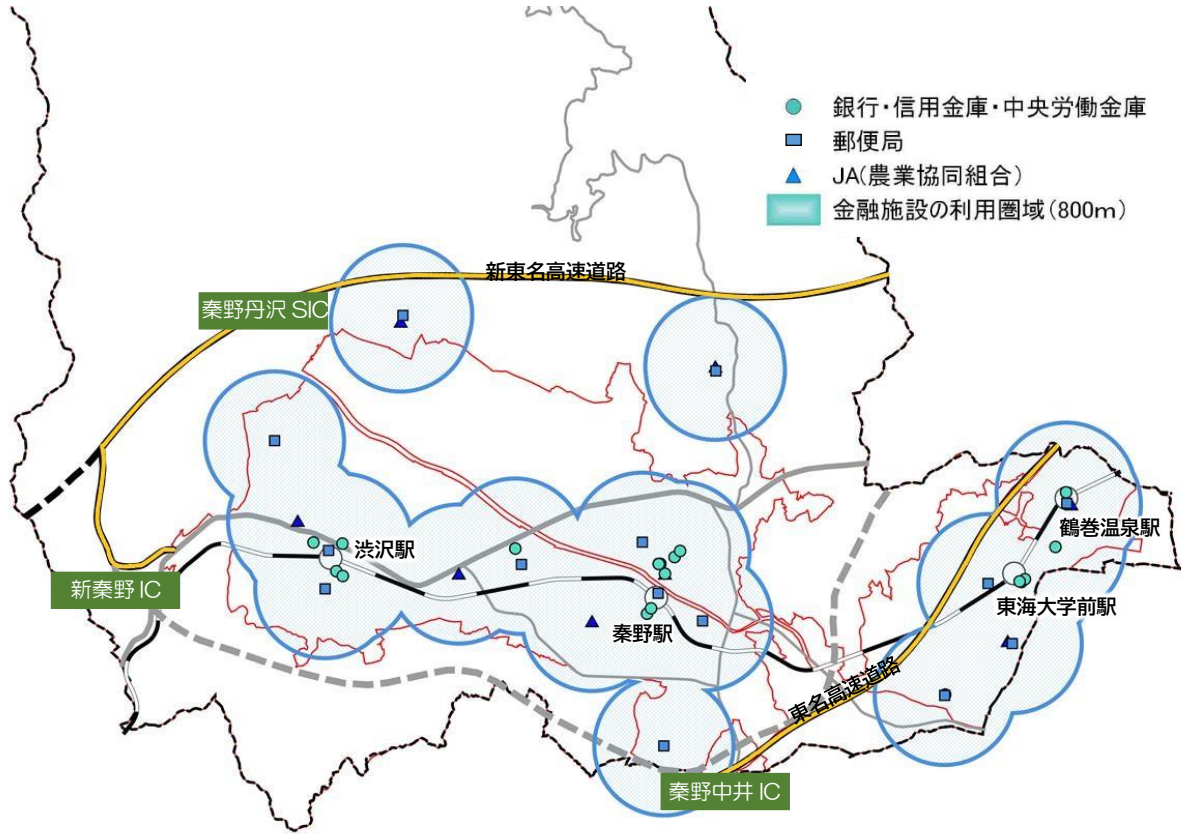 銀行・信用金庫・中央労働金庫
郵便局
JA(農業協同組合)
金融施設の利用圏域(800m)
新東名高速道路
秦野丹沢 SIC
鶴巻温泉駅
渋沢駅
新秦野 IC
東海大学前駅
秦野駅
東名高速道路
秦野中井 IC